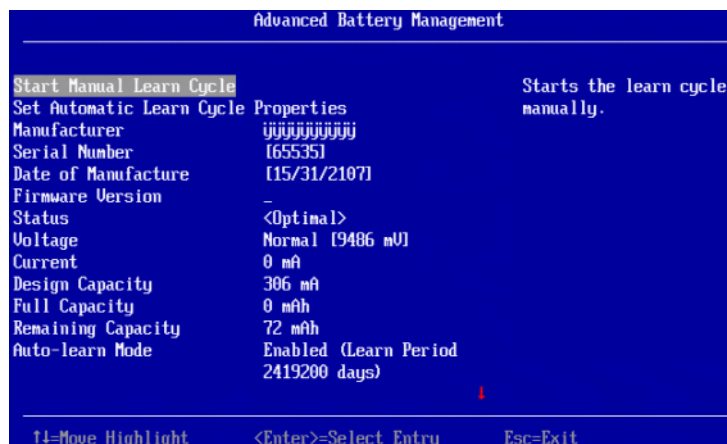 Advanced Battery Management
Start Manual Learn Cycle
Starts the learn cycle
Set Automatic Learn Cycle Properties
manually.
Manufacturer ÿÿÿÿÿÿÿÿÿÿÿ
Serial Number [65535]
Date of Manufacture [15/31/2107]
Firmware Version _
Status <Optimal>
Voltage Normal [9486 mV]
Current 0 mA
Design Capacity 306 mA
Full Capacity 0 mAh
Remaining Capacity 72 mAh
Auto-learn Mode Enabled (Learn Period
2419200 days)
↓
↑↓=Move Highlight <Enter>=Select Entry Esc=Exit